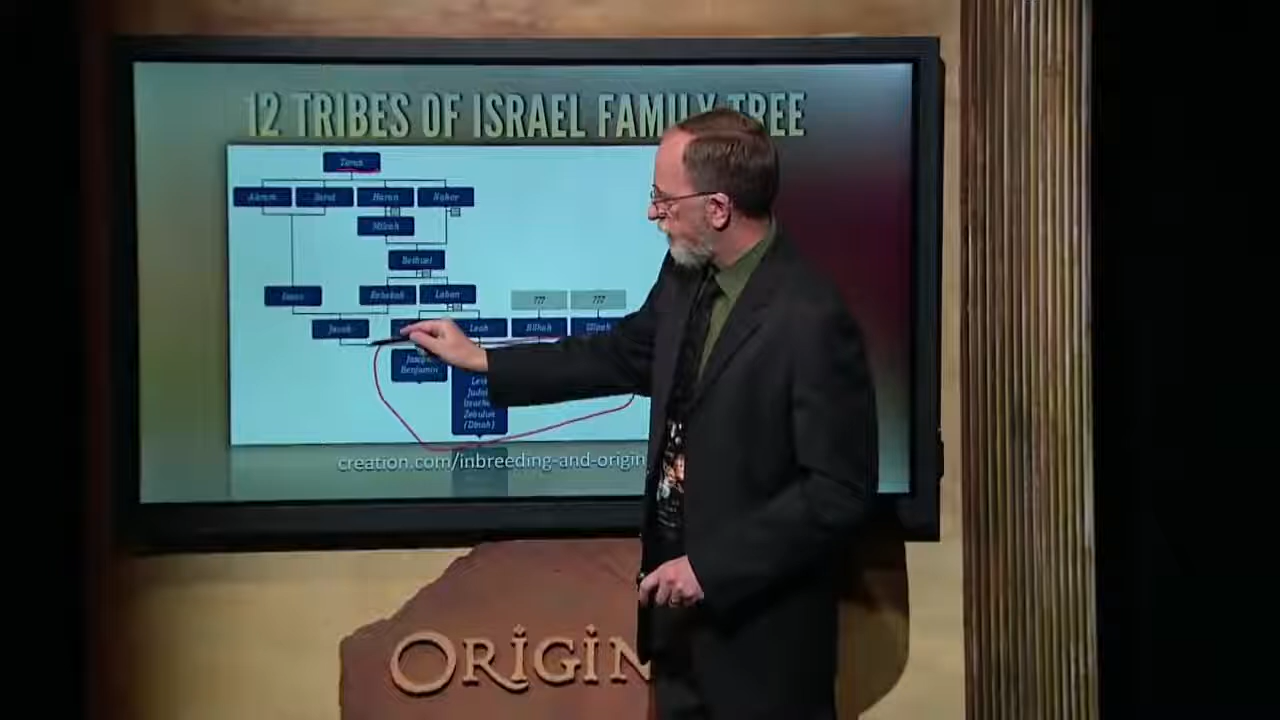 12 TRIBES OF ISRAEL FAMILY TREE
Terah
Abram Sarai Haran Nahor
Milcah
Bethuel
Isaac Rebekah Laban ??? ???
Jacob Leah Bilhah Zilpah
Joseph
Benjamin
Levi
Judah
Zebulun
(Dinah)
creation.com/inbreeding-and-origin
ORIGIN